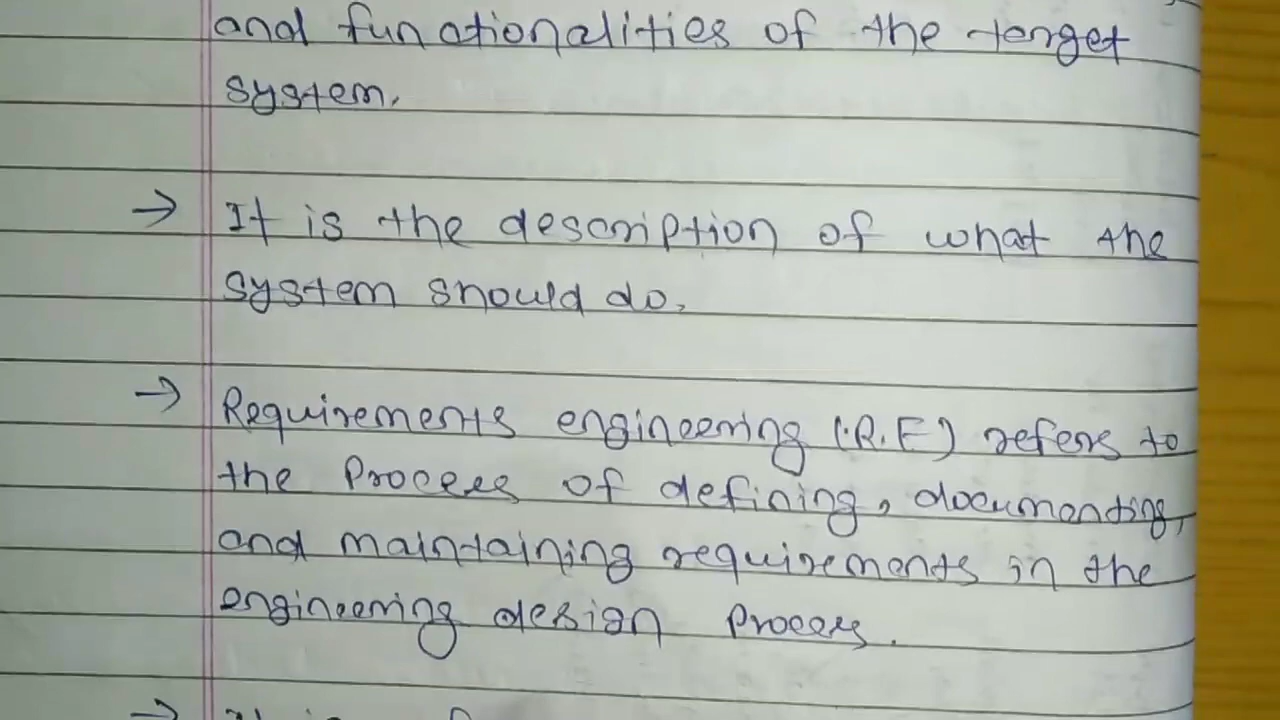 and functionalities of the target
system.
→ It is the description of what the
system should do.
→ Requirements engineering (R.E) refers to
the Process of defining, documenting,
and maintaining requirements in the
engineering design Process.
→